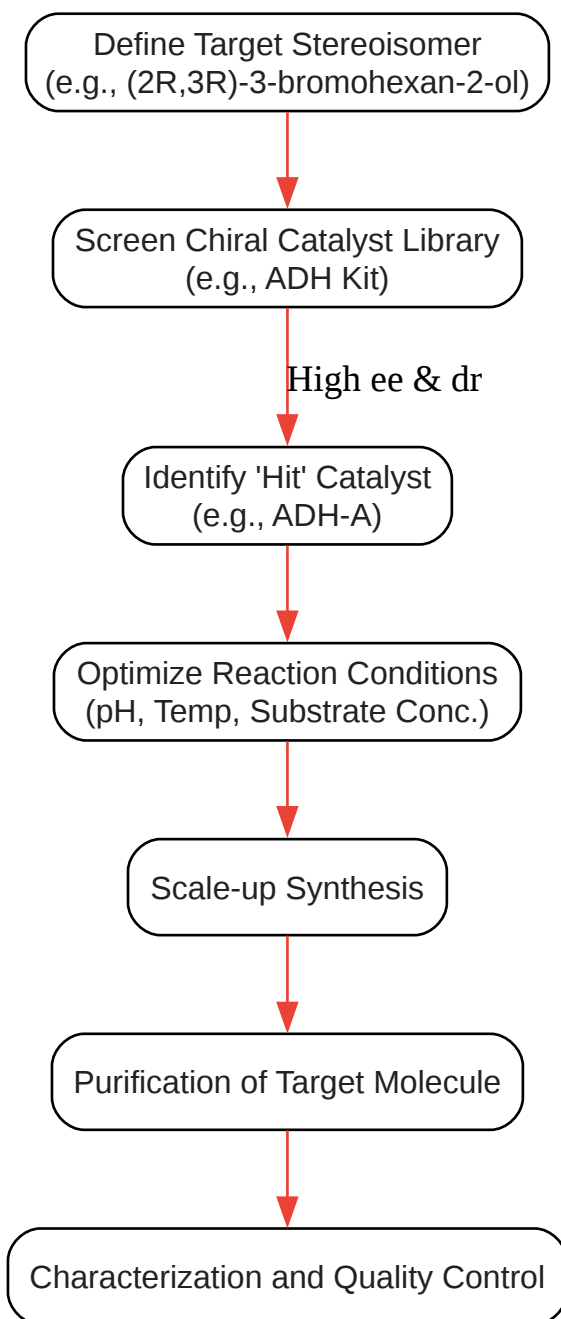 Define Target Stereoisomer
(e.g., (2R,3R)-3-bromohexan-2-ol)
Screen Chiral Catalyst Library
(e.g., ADH Kit)
High ee & dr
Identify 'Hit' Catalyst
(e.g., ADH-A)
Optimize Reaction Conditions
(pH, Temp, Substrate Conc.)
Scale-up Synthesis
Purification of Target Molecule
Characterization and Quality Control